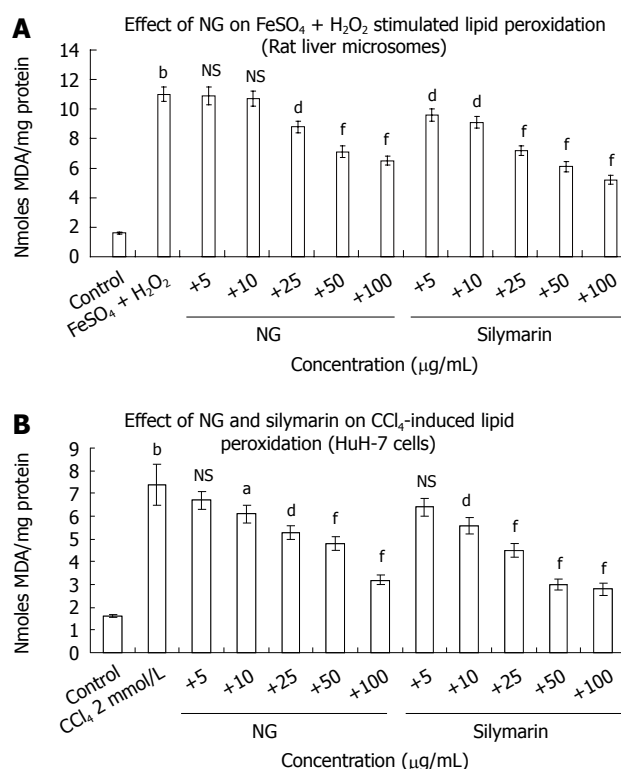 A
Effect of NG on FeSO₄ + H₂O₂ stimulated lipid peroxidation
(Rat liver microsomes)
Nmoles MDA/mg protein
14
12
10
8
6
4
2
0
b NS NS d f f d d f f f
Control FeSO₄ + H₂O₂ +5 +10 +25 +50 +100 +5 +10 +25 +50 +100
NG Silymarin
Concentration (μg/mL)
B
Effect of NG and silymarin on CCl₄-induced lipid
peroxidation (HuH-7 cells)
Nmoles MDA/mg protein
9
8
7
6
5
4
3
2
1
0
b NS a d f f NS d f f f
Control CCl₄ 2 mmol/L +5 +10 +25 +50 +100 +5 +10 +25 +50 +100
NG Silymarin
Concentration (μg/mL)